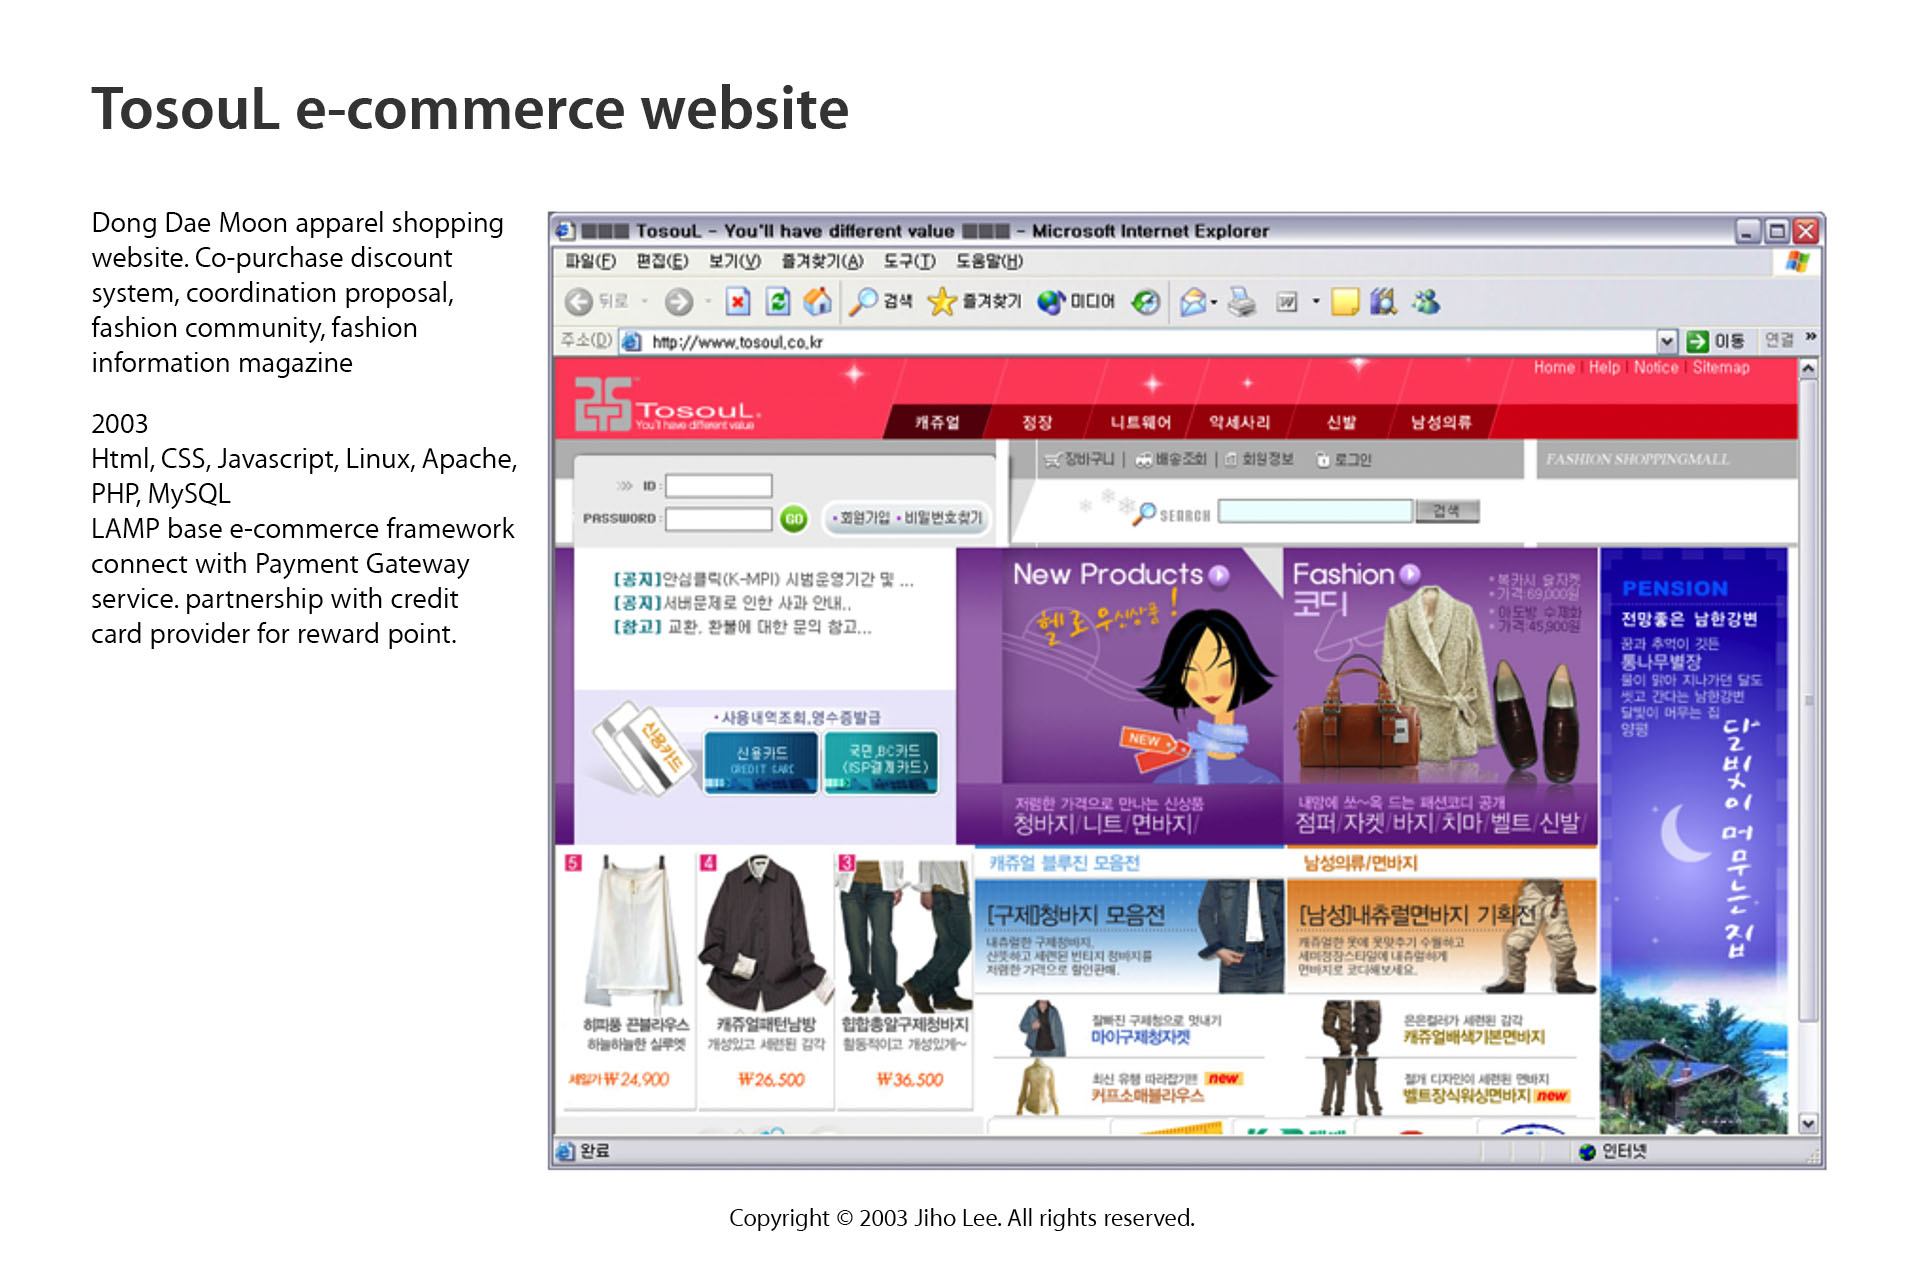 TosouL e-commerce website
Dong Dae Moon apparel shopping
website. Co-purchase discount
system, coordination proposal,
fashion community, fashion
information magazine
2003
Html, CSS, Javascript, Linux, Apache,
PHP, MySQL
LAMP base e-commerce framework
connect with Payment Gateway
service. partnership with credit
card provider for reward point.
TosouL - You'll have different value - Microsoft Internet Explorer
파일(F) 편집(E) 보기(V) 즐겨찾기(A) 도구(T) 도움말(H)
뒤로 검색 즐겨찾기 미디어
주소(D) http://www.tosoul.co.kr 이동 연결 »
Home | Help | Notice | Sitemap
TosouL.
You'll have different value
캐쥬얼 정장 니트웨어 악세사리 신발 남성의류
장바구니 | 배송조회 | 회원정보 로그인
FASHION SHOPPINGMALL
ID :
PASSWORD : GO •회원가입 •비밀번호찾기
SEARCH 검색
[공지]안심클릭(K-MPI) 시범운영기간 및 ...
[공지]서버문제로 인한 사과 안내..
[참고] 교환, 환불에 대한 문의 참고...
신용카드
•사용내역조회,영수증발급
신용카드
CREDIT CARD
국민,BC카드
(ISP결제카드)
New Products
헬로우 신상품!
NEW
저렴한 가격으로 만나는 신상품
청바지/니트/면바지/
Fashion
코디
•가격:69,000원
•아도방 수제화
•가격:45,900원
내맘에 쏘~옥 드는 패션코디 공개
점퍼/자켓/바지/치마/벨트/신발/
PENSION
전망좋은 남한강변
꿈과 추억이 깃든
통나무별장
물이 맑아 지나가던 달도
씻고 간다는 남한강변
달빛이 머무는 집
양평
달빛이 머무는 집
5
히피풍 끈블라우스
하늘하늘한 실루엣
세일가 ₩24,900
4
캐쥬얼패턴남방
개성있고 세련된 감각
₩26,500
3
힙합총알구제청바지
활동적이고 개성있게~
₩36,500
캐쥬얼 블루진 모음전
[구제]청바지 모음전
내츄럴한 구제청바지.
산뜻하고 세련된 빈티지 청바지를
저렴한 가격으로 할인판매.
잘빠진 구제청으로 멋내기
마이구제청자켓
최신 유행 따라잡기!!! new
커프소매블라우스
남성의류/면바지
[남성]내츄럴면바지 기획전
캐쥬얼한 옷에 옷맞추기 수월하고
세미정장스타일에 내츄럴하게
면바지로 코디해보세요.
은은컬러가 세련된 감각
캐쥬얼배색기본면바지
절개 디자인이 세련된 면바지
벨트장식워싱면바지 new
완료 인터넷
Copyright © 2003 Jiho Lee. All rights reserved.